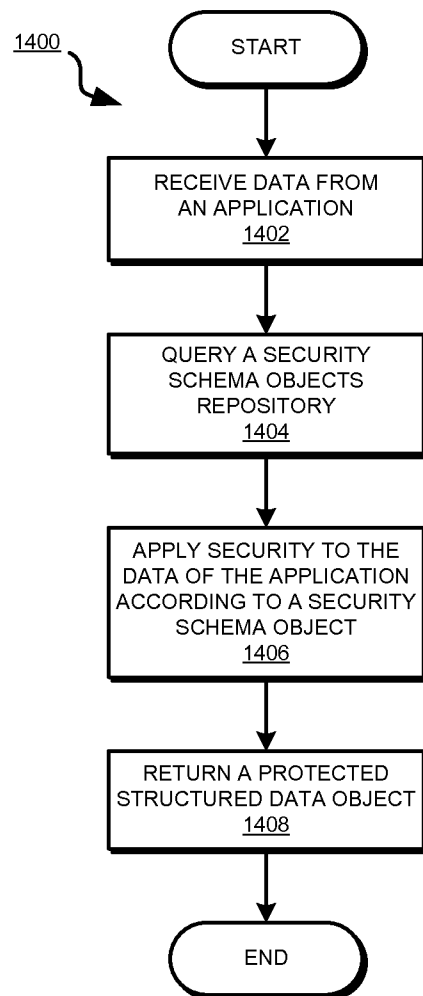 1400
START
RECEIVE DATA FROM
AN APPLICATION
1402
QUERY A SECURITY
SCHEMA OBJECTS
REPOSITORY
1404
APPLY SECURITY TO THE
DATA OF THE APPLICATION
ACCORDING TO A SECURITY
SCHEMA OBJECT
1406
RETURN A PROTECTED
STRUCTURED DATA OBJECT
1408
END